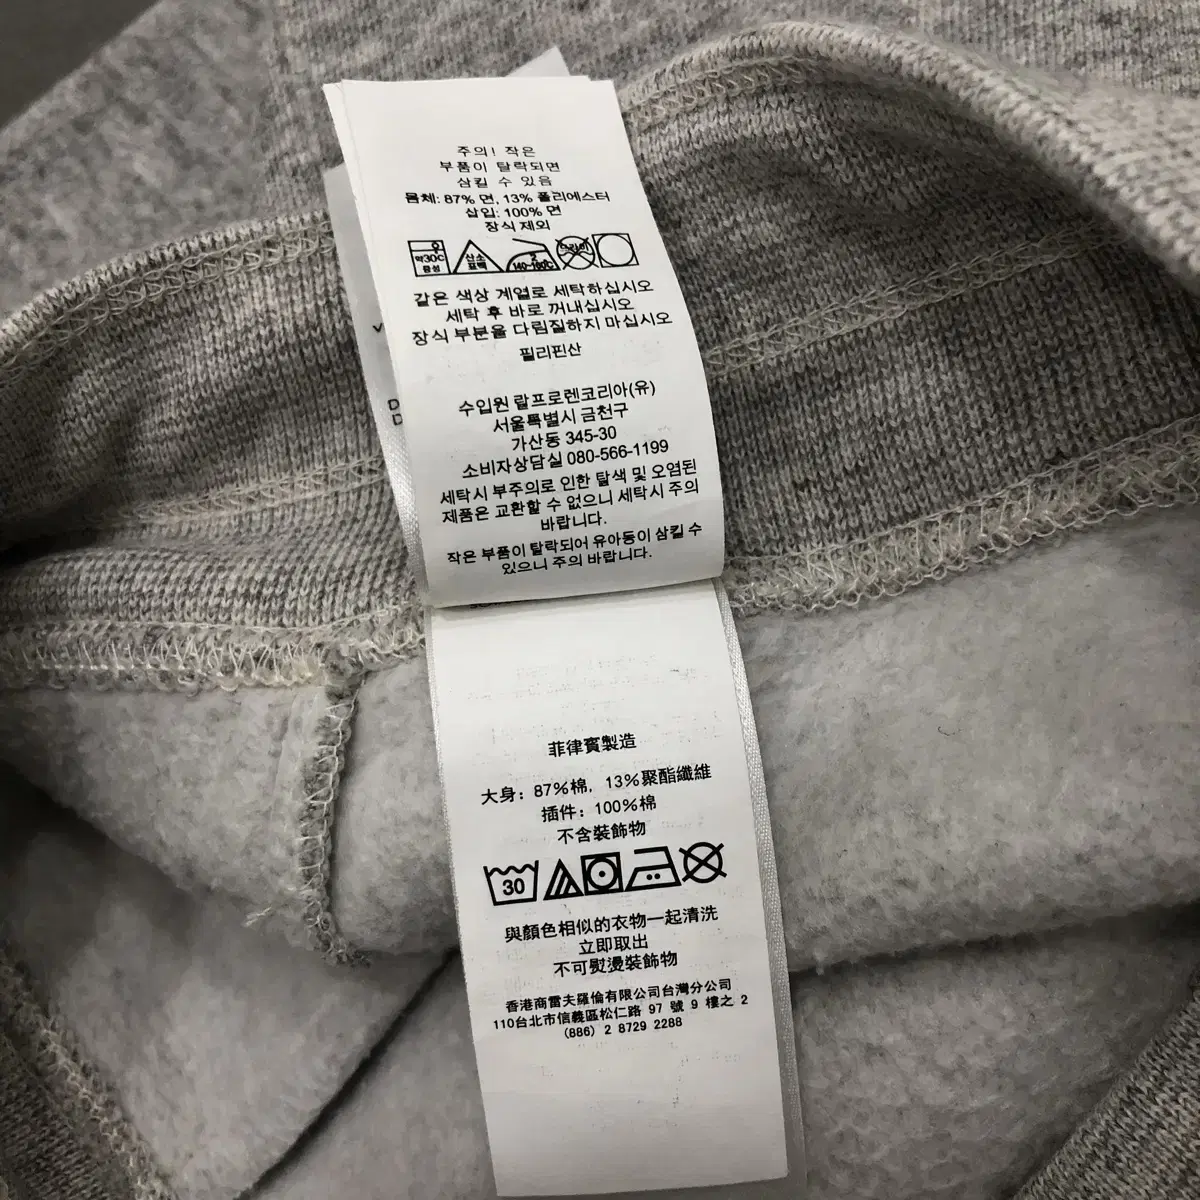 주의! 작은
부품이 탈락되면
삼킬 수 있음
몸체: 87% 면, 13% 폴리에스터
삽입: 100% 면
장식 제외
약30℃
중성
산소
표백
2
140~160℃
드라이
같은 색상 계열로 세탁하십시오
세탁 후 바로 꺼내십시오
장식 부분을 다림질하지 마십시오
필리핀산
수입원 랄프로렌코리아(유)
서울특별시 금천구
가산동 345-30
소비자상담실 080-566-1199
세탁시 부주의로 인한 탈색 및 오염된
제품은 교환할 수 없으니 세탁시 주의
바랍니다.
작은 부품이 탈락되어 유아동이 삼킬 수
있으니 주의 바랍니다.
菲律賓製造
大身: 87%棉, 13%聚酯纖維
插件: 100%棉
不含裝飾物
30
與顏色相似的衣物一起清洗
立即取出
不可熨燙裝飾物
香港商雷夫羅倫有限公司台灣分公司
110台北市信義區松仁路 97 號 9 樓之 2
(886) 2 8729 2288